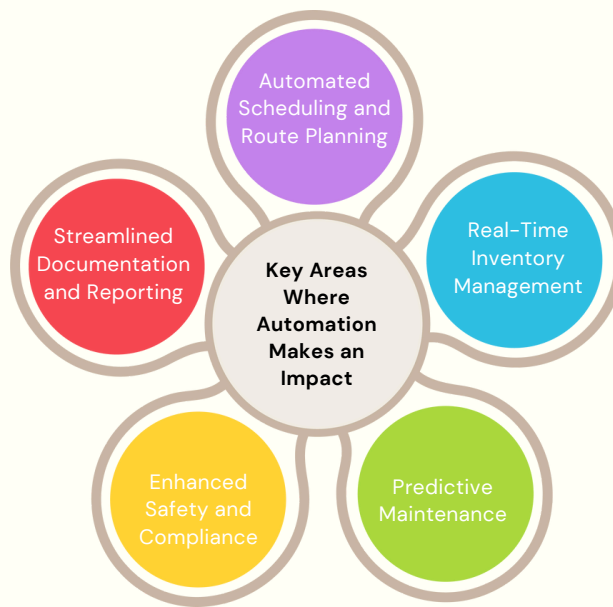 Automated
Scheduling and
Route Planning
Streamlined
Documentation
and Reporting
Real-Time
Inventory
Management
Key Areas
Where
Automation
Makes an
Impact
Enhanced
Safety and
Compliance
Predictive
Maintenance